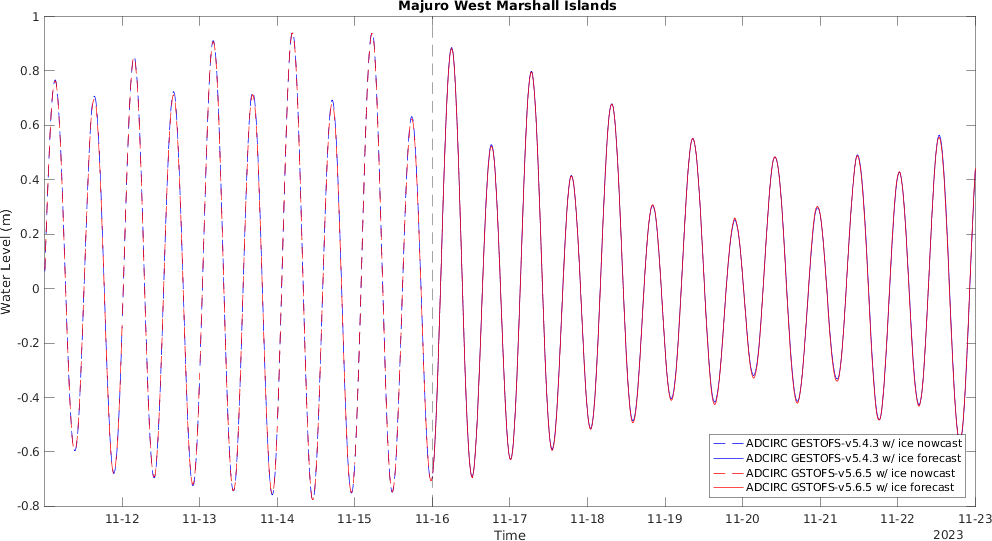 Majuro West Marshall Islands
1
0.8
0.6
0.4
0.2
0
-0.2
-0.4
-0.6
-0.8
Water Level (m)
ADCIRC GESTOFS-v5.4.3 w/ ice nowcast
ADCIRC GESTOFS-v5.4.3 w/ ice forecast
ADCIRC GSTOFS-v5.6.5 w/ ice nowcast
ADCIRC GSTOFS-v5.6.5 w/ ice forecast
11-12 11-13 11-14 11-15 11-16 11-17 11-18 11-19 11-20 11-21 11-22 11-23
Time
2023